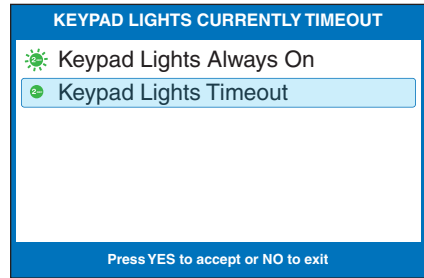 KEYPAD LIGHTS CURRENTLY TIMEOUT
Keypad Lights Always On
Keypad Lights Timeout
Press YES to accept or NO to exit